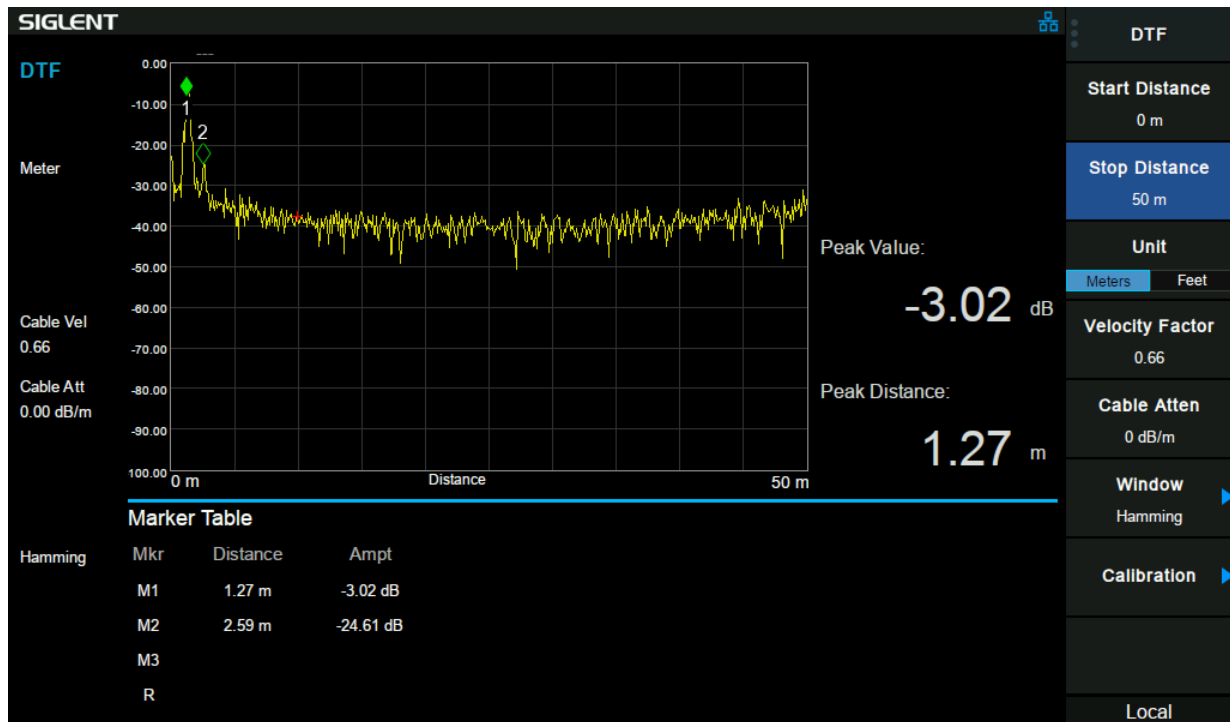 SIGLENT
DTF
---
0.00
-10.00
-20.00
-30.00
-40.00
-50.00
-60.00
-70.00
-80.00
-90.00
100.00
1
2
0 m
Distance
50 m
Meter
Cable Vel
0.66
Cable Att
0.00 dB/m
Peak Value:
-3.02 dB
Peak Distance:
1.27 m
Marker Table
Hamming
Mkr Distance Ampt
M1 1.27 m -3.02 dB
M2 2.59 m -24.61 dB
M3
R
DTF
Start Distance
0 m
Stop Distance
50 m
Unit
Meters Feet
Velocity Factor
0.66
Cable Atten
0 dB/m
Window
Hamming
Calibration
Local